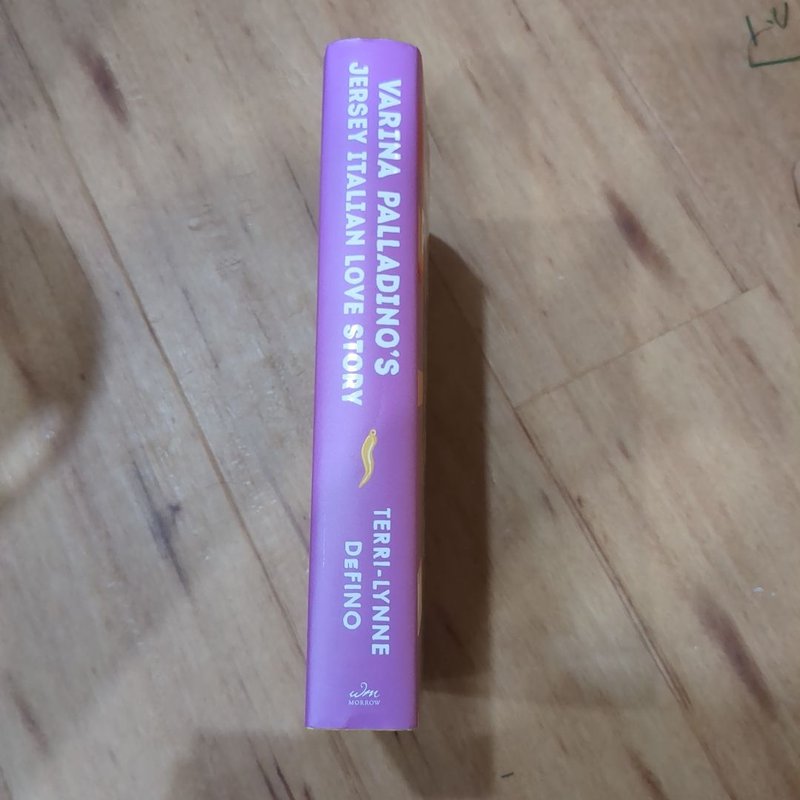 VARINA PALLADINO'S
JERSEY ITALIAN LOVE STORY
TERRI-LYNNE
DEFINO
wm
MORROW